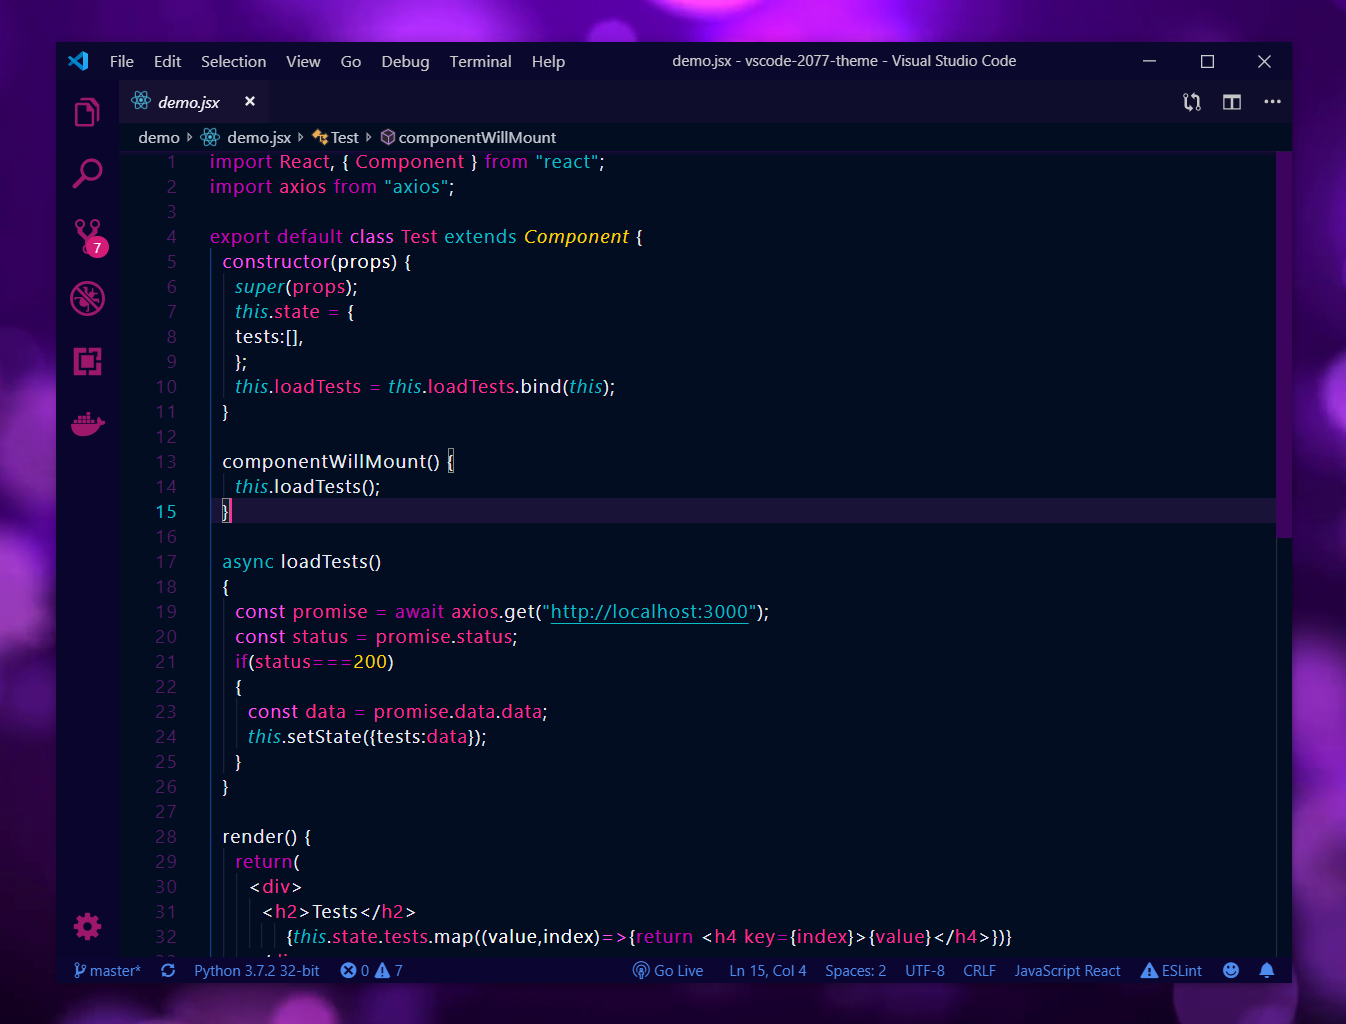 File Edit Selection View Go Debug Terminal Help demo.jsx - vscode-2077-theme - Visual Studio Code
demo.jsx
demo demo.jsx Test componentWillMount
7
1 import React, { Component } from "react";
2 import axios from "axios";
3
4 export default class Test extends Component {
5 constructor(props) {
6 super(props);
7 this.state = {
8 tests:[],
9 };
10 this.loadTests = this.loadTests.bind(this);
11 }
12
13 componentWillMount() {
14 this.loadTests();
15 }
16
17 async loadTests()
18 {
19 const promise = await axios.get("http://localhost:3000");
20 const status = promise.status;
21 if(status===200)
22 {
23 const data = promise.data.data;
24 this.setState({tests:data});
25 }
26 }
27
28 render() {
29 return(
30 <div>
31 <h2>Tests</h2>
32 {this.state.tests.map((value,index)=>{return <h4 key={index}>{value}</h4>})}
master* Python 3.7.2 32-bit 0 7 Go Live Ln 15, Col 4 Spaces: 2 UTF-8 CRLF JavaScript React ESLint